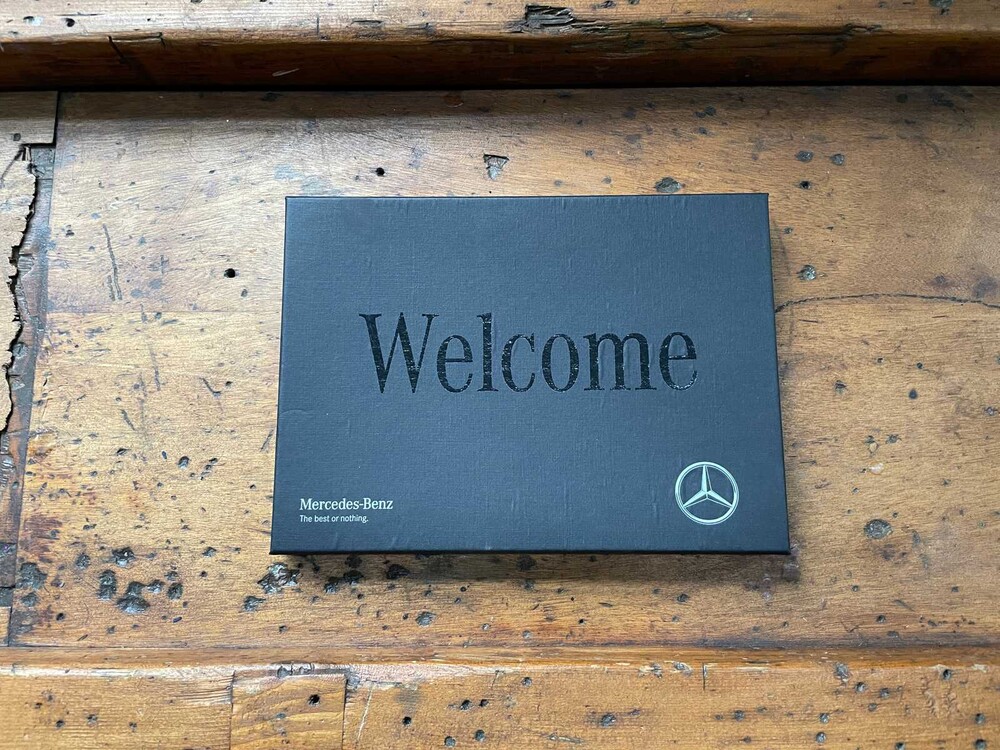 Welcome
Mercedes-Benz
The best or nothing.